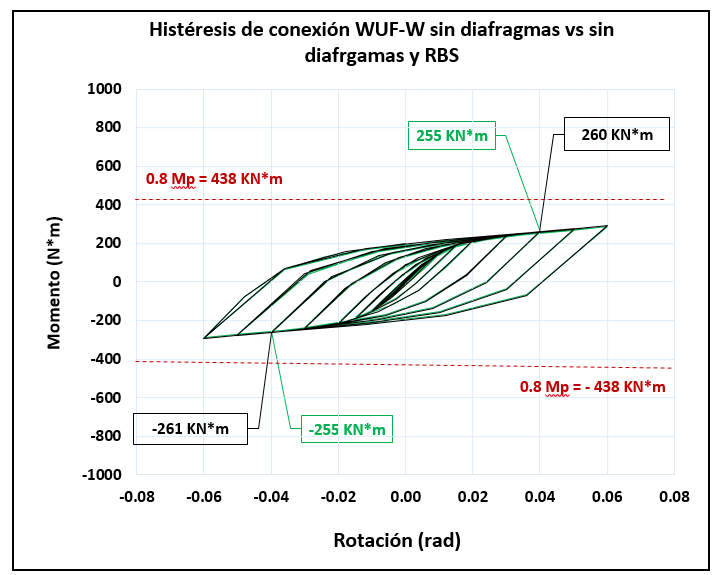 Histéresis de conexión WUF-W sin diafragmas vs sin
diafrgamas y RBS
1000
800
600
400
200
0
-200
-400
-600
-800
-1000
-0.08 -0.06 -0.04 -0.02 0.00 0.02 0.04 0.06 0.08
Momento (N*m)
Rotación (rad)
255 KN*m
260 KN*m
0.8 Mp = 438 KN*m
0.8 Mp = - 438 KN*m
-261 KN*m
-255 KN*m